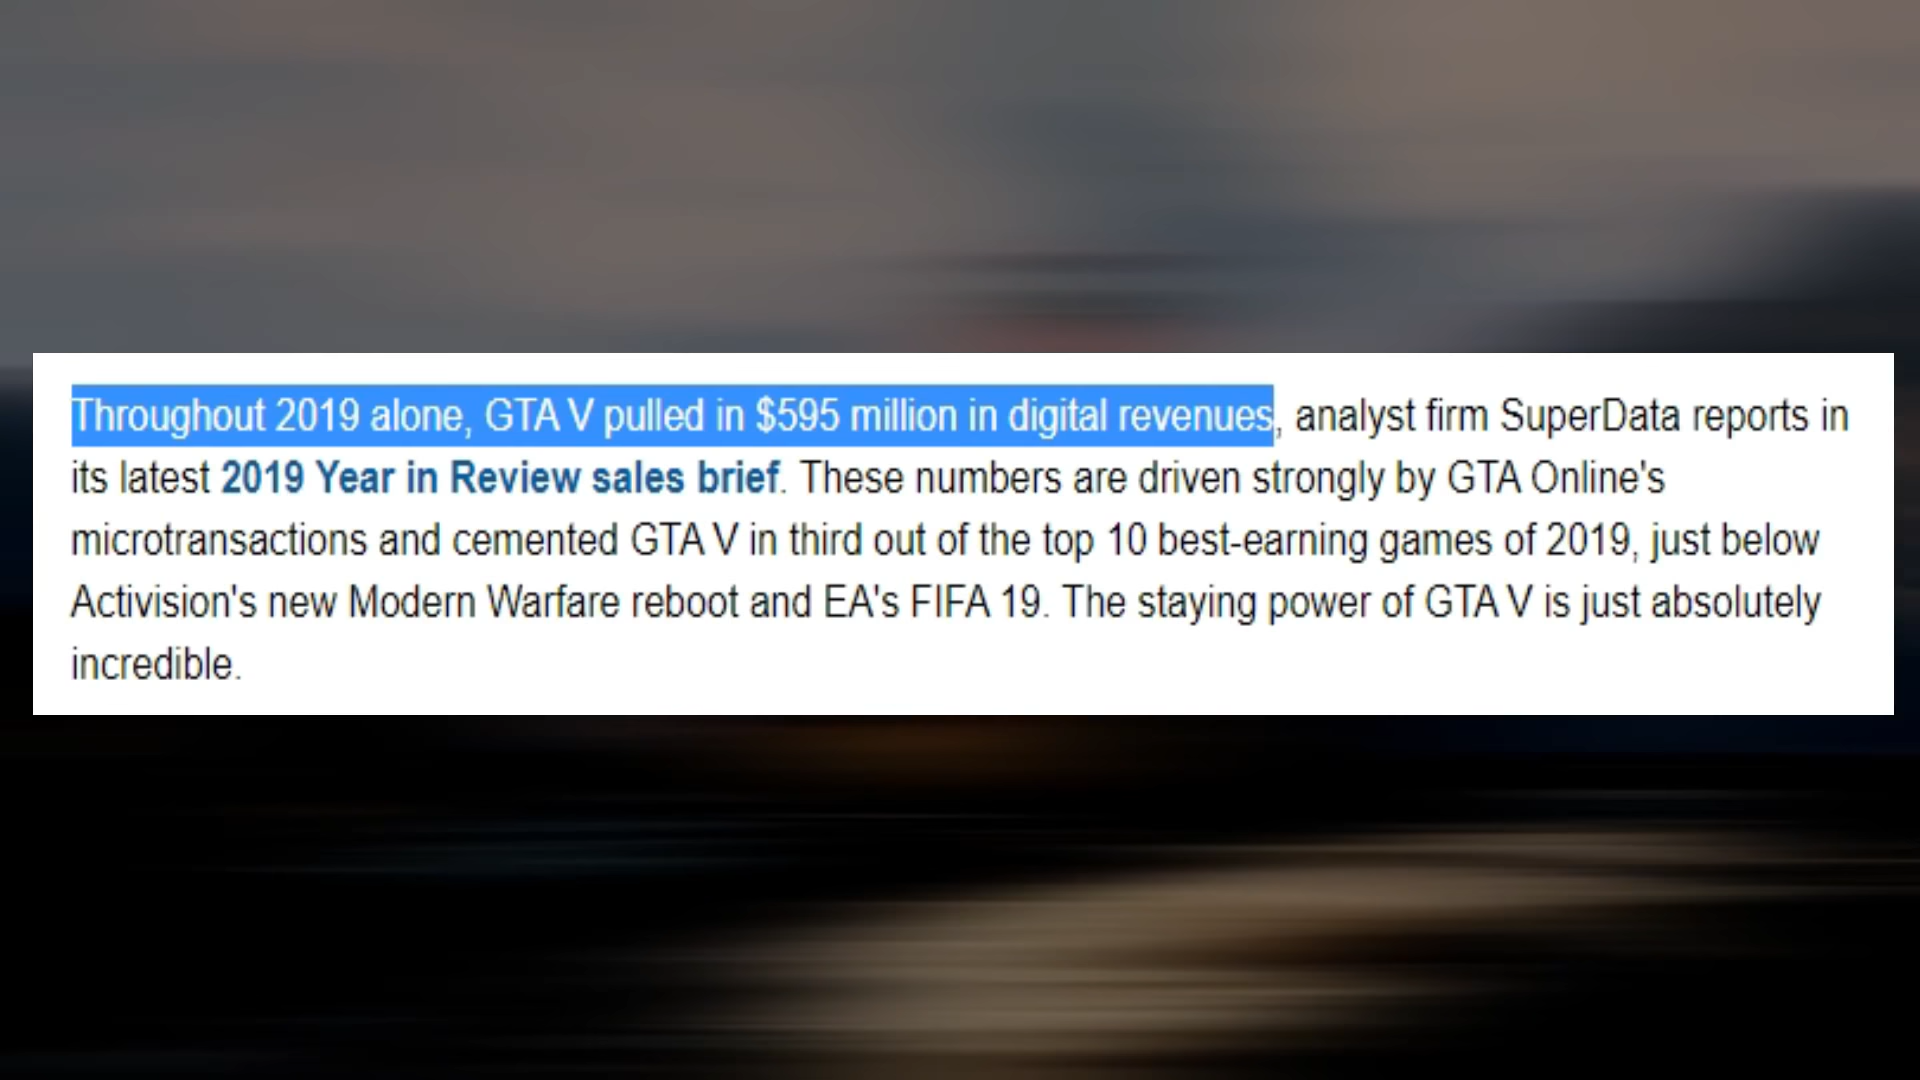 Throughout 2019 alone, GTA V pulled in $595 million in digital revenues, analyst firm SuperData reports in
its latest 2019 Year in Review sales brief. These numbers are driven strongly by GTA Online's
microtransactions and cemented GTA V in third out of the top 10 best-earning games of 2019, just below
Activision's new Modern Warfare reboot and EA's FIFA 19. The staying power of GTA V is just absolutely
incredible.